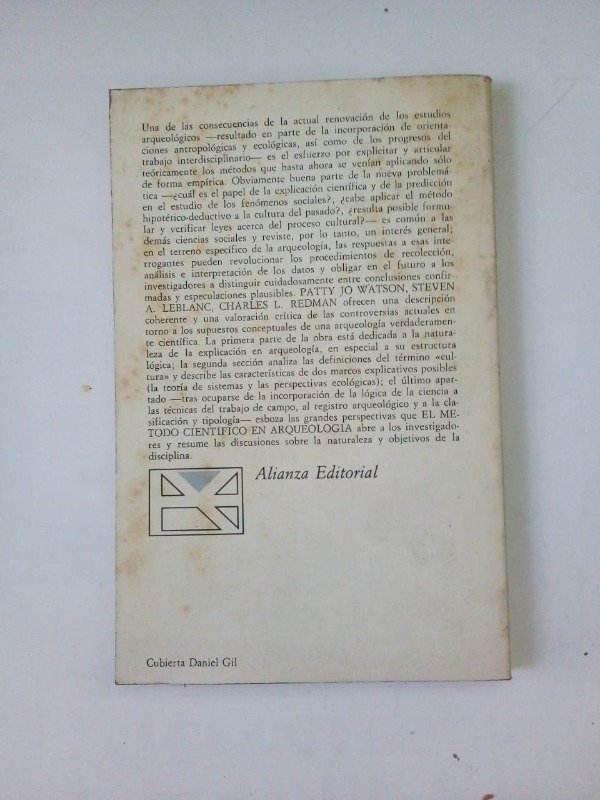 Una de las consecuencias de la actual renovación de los estudios
arqueológicos —resultado en parte de la incorporación de orienta-
ciones antropológicas y ecológicas, así como de los progresos del
trabajo interdisciplinario— es el esfuerzo por explicitar y articular
teóricamente los métodos que hasta ahora se venían aplicando sólo
de forma empírica. Obviamente buena parte de la nueva problemá-
tica —¿cuál es el papel de la explicación científica y de la predicción
en el estudio de los fenómenos sociales?, ¿cabe aplicar el método
hipotético-deductivo a la cultura del pasado?, ¿resulta posible formu-
lar y verificar leyes acerca del proceso cultural?— es común a las
demás ciencias sociales y reviste, por lo tanto, un interés general;
en el terreno específico de la arqueología, las respuestas a esas inte-
rrogantes pueden revolucionar los procedimientos de recolección,
análisis e interpretación de los datos y obligar en el futuro a los
investigadores a distinguir cuidadosamente entre conclusiones confir-
madas y especulaciones plausibles. PATTY JO WATSON, STEVEN
A. LEBLANC, CHARLES L. REDMAN ofrecen una descripción
coherente y una valoración crítica de las controversias actuales en
torno a los supuestos conceptuales de una arqueología verdaderamen-
te científica. La primera parte de la obra está dedicada a la natura-
leza de la explicación en arqueología, en especial a su estructura
lógica; la segunda sección analiza las definiciones del término «cul-
tura» y describe las características de dos marcos explicativos posibles
(la teoría de sistemas y las perspectivas ecológicas); el último apar-
tado —tras ocuparse de la incorporación de la lógica de la ciencia a
las técnicas del trabajo de campo, al registro arqueológico y a la cla-
sificación y tipología— esboza las grandes perspectivas que EL ME-
TODO CIENTIFICO EN ARQUEOLOGIA abre a los investigado-
res y resume las discusiones sobre la naturaleza y objetivos de la
disciplina.
Alianza Editorial
Cubierta Daniel Gil